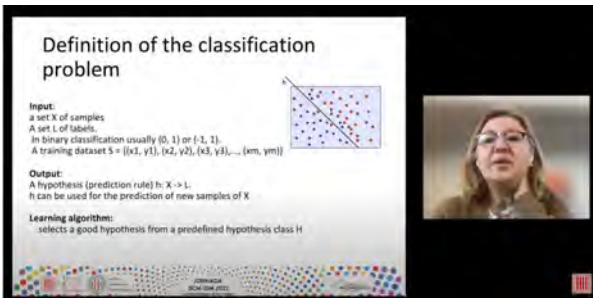 Definition of the classification
problem
h
Input:
a set X of samples
A set L of labels.
In binary classification usually {0, 1} or {-1, 1}.
A training dataset S = {(x1, y1), (x2, y2), (x3, y3),..., (xm, ym)}
Output:
A hypothesis (prediction rule) h: X -> L.
h can be used for the prediction of new samples of X
Learning algorithm:
selects a good hypothesis from a predefined hypothesis class H
JORNADA